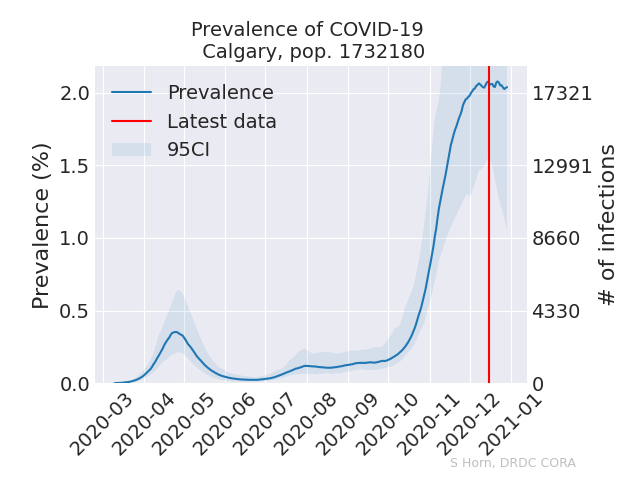 Prevalence of COVID-19
Calgary, pop. 1732180
Prevalence
Latest data
95CI
Prevalence (%)
2.0
1.5
1.0
0.5
0.0
# of infections
17321
12991
8660
4330
0
2020-03
2020-04
2020-05
2020-06
2020-07
2020-08
2020-09
2020-10
2020-11
2020-12
2021-01
S Horn, DRDC CORA